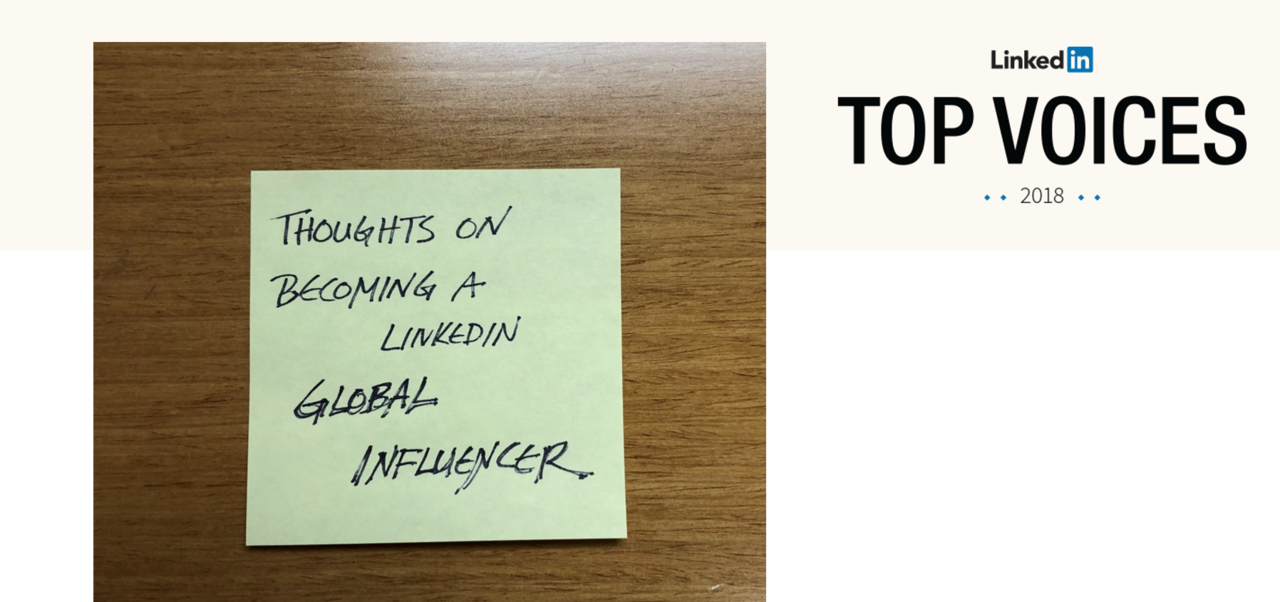 THOUGHTS ON
BECOMING A
LINKEDIN
GLOBAL
INFLUENCER
Linked in
TOP VOICES
2018